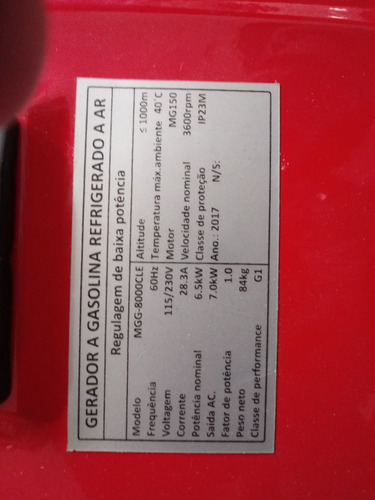 GERADOR A GASOLINA REFRIGERADO A AR
Regulagem de baixa potência
Modelo MGG-8000CLE Altitude ≤ 1000m
Frequência 60Hz Temperatura máx.ambiente 40°C
Voltagem 115/230V Motor MG150
Corrente 28.3A Velocidade nominal 3600rpm
Potência nominal 6.5kW Classe de proteção IP23M
Saída AC. 7.0kW Ano.: 2017 N/S:
Fator de potência 1.0
Peso neto 84kg
Classe de performance G1